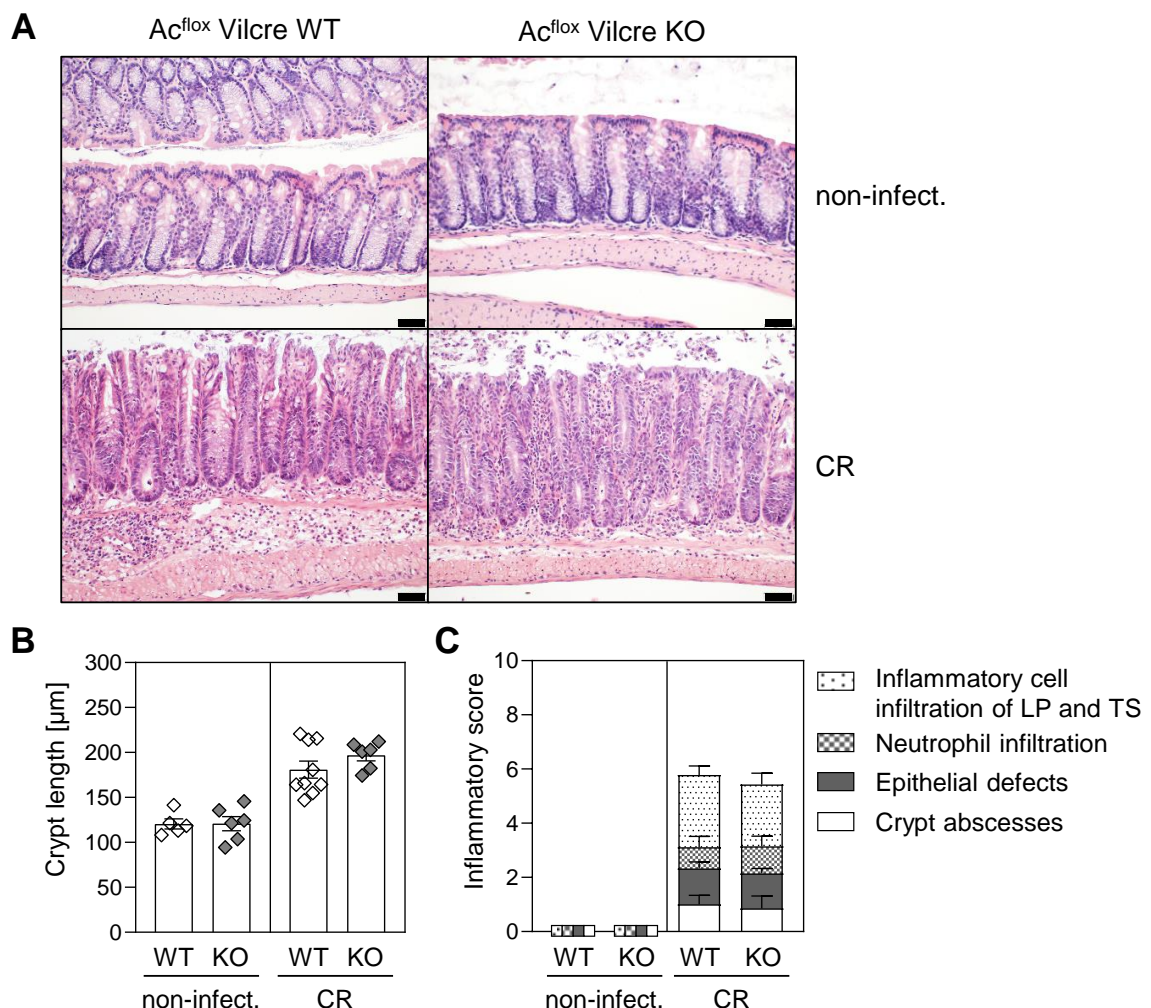 A
Acflox Vilcre WT
Acflox Vilcre KO
non-infect.
CR
B
Crypt length [µm]
300
250
200
150
100
50
0
WT
KO
WT
KO
non-infect.
CR
C
Inflammatory score
10
8
6
4
2
0
WT
KO
WT
KO
non-infect.
CR
Inflammatory cell
infiltration of LP and TS
Neutrophil infiltration
Epithelial defects
Crypt abscesses